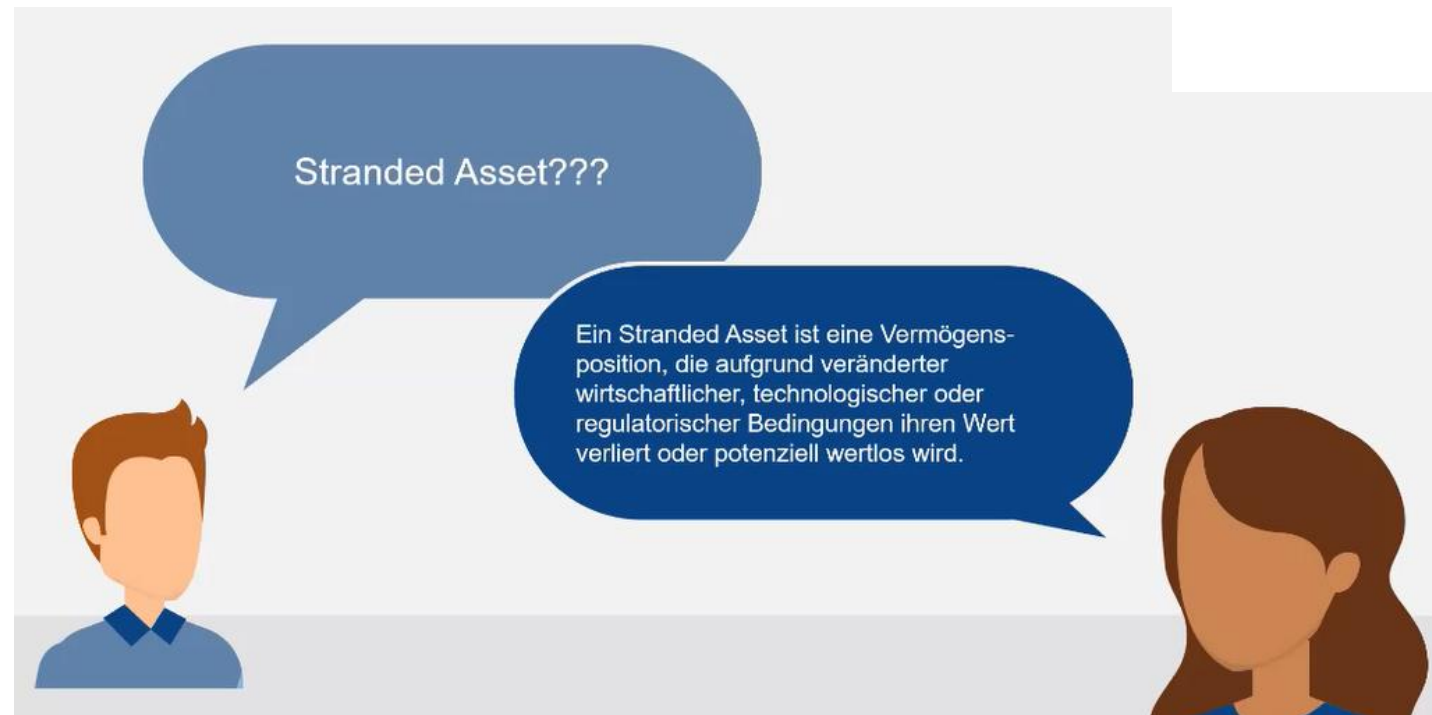 Stranded Asset???
Ein Stranded Asset ist eine Vermögens-
position, die aufgrund veränderter
wirtschaftlicher, technologischer oder
regulatorischer Bedingungen ihren Wert
verliert oder potenziell wertlos wird.